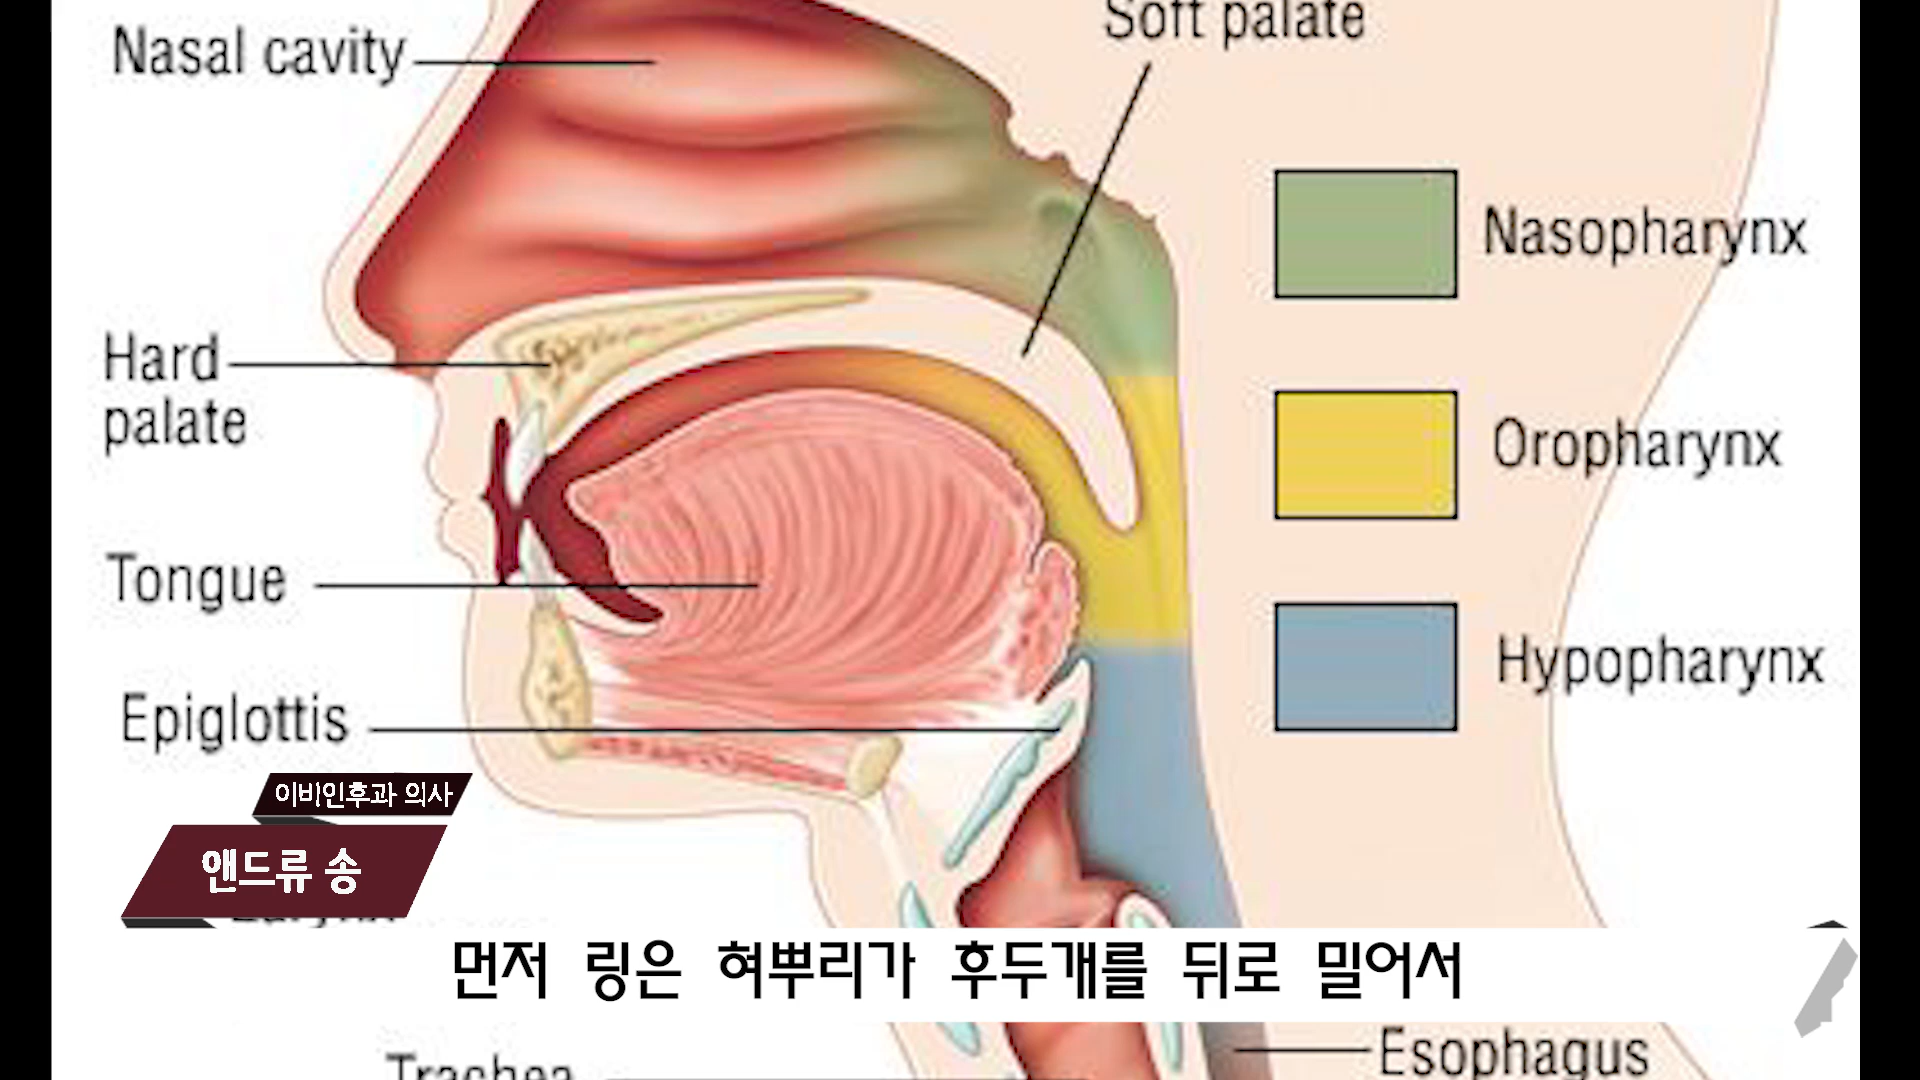 Soft palate
Nasal cavity
Nasopharynx
Hard
palate
Oropharynx
Tongue
Hypopharynx
Epiglottis
이비인후과 의사
앤드류 송
먼저 링은 혀뿌리가 후두개를 뒤로 밀어서
Esophagus
Trachea